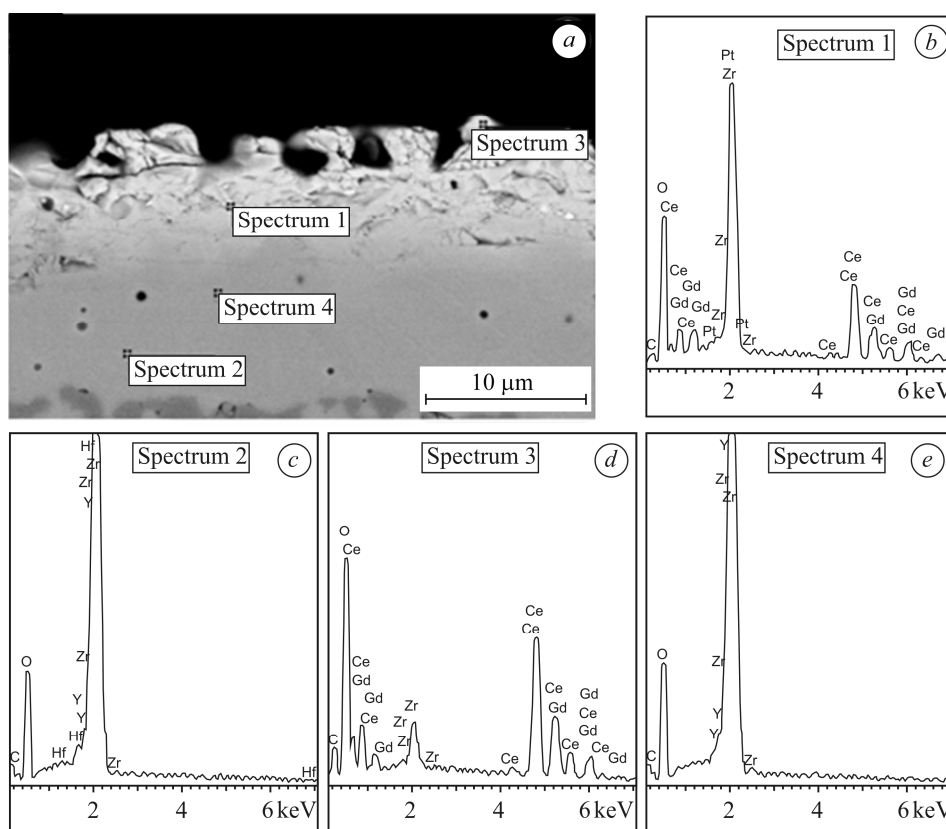 a
Spectrum 3
Spectrum 1
Spectrum 4
Spectrum 2
10 μm
Spectrum 1
b
Pt
Zr
O
Ce
Zr
Ce
Gd
Ce
Gd
Gd
Zr
Pt
Pt
Zr
C
Ce
Ce
Ce
Ce
Gd
Ce
Gd
Ce
Gd
Ce
Gd
2
4
6 keV
Spectrum 2
c
Hf
Zr
Zr
Y
O
Zr
Y
Y
Hf
Hf
C
Zr
Hf
2
4
6 keV
Spectrum 3
d
O
Ce
Ce
Gd
Ce
Gd
C
Zr
Zr
Zr
Zr
Ce
Ce
Ce
Ce
Gd
Ce
Gd
Ce
Gd
Ce
Gd
2
4
6 keV
Spectrum 4
e
Y
Zr
Zr
O
Zr
Y
Y
C
Zr
2
4
6 keV